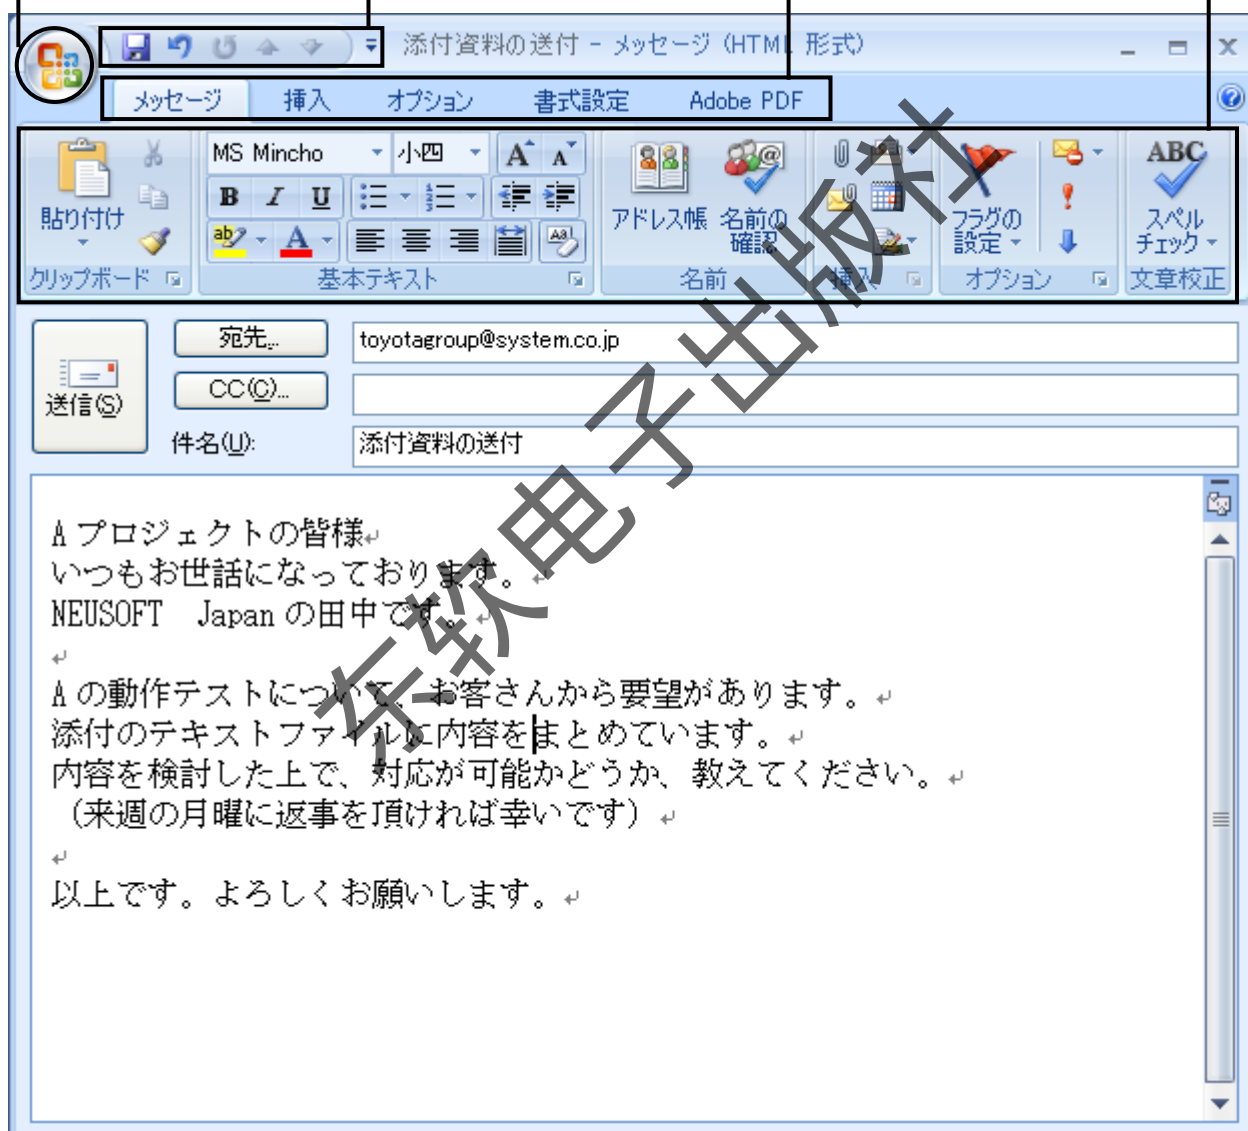 添付資料の送付 - メッセージ (HTML 形式)
メッセージ 挿入 オプション 書式設定 Adobe PDF
貼り付け
クリップボード
MS Mincho 小四 A A
B I U
ab A Aa
基本テキスト
アドレス帳 名前の確認
名前
挿入
フラグの設定
オプション
ABC
スペル
チェック
文章校正
送信(S)
宛先... toyotagroup@system.co.jp
CC(C)...
件名(U): 添付資料の送付
A プロジェクトの皆様↵
いつもお世話になっております。↵
NEUSOFT Japan の田中です。↵
↵
A の動作テストについて、お客さんから要望があります。↵
添付のテキストファイルに内容をまとめています。↵
内容を検討した上で、対応が可能かどうか、教えてください。↵
（来週の月曜に返事を頂ければ幸いです）↵
↵
以上です。よろしくお願いします。↵
东软电子出版社